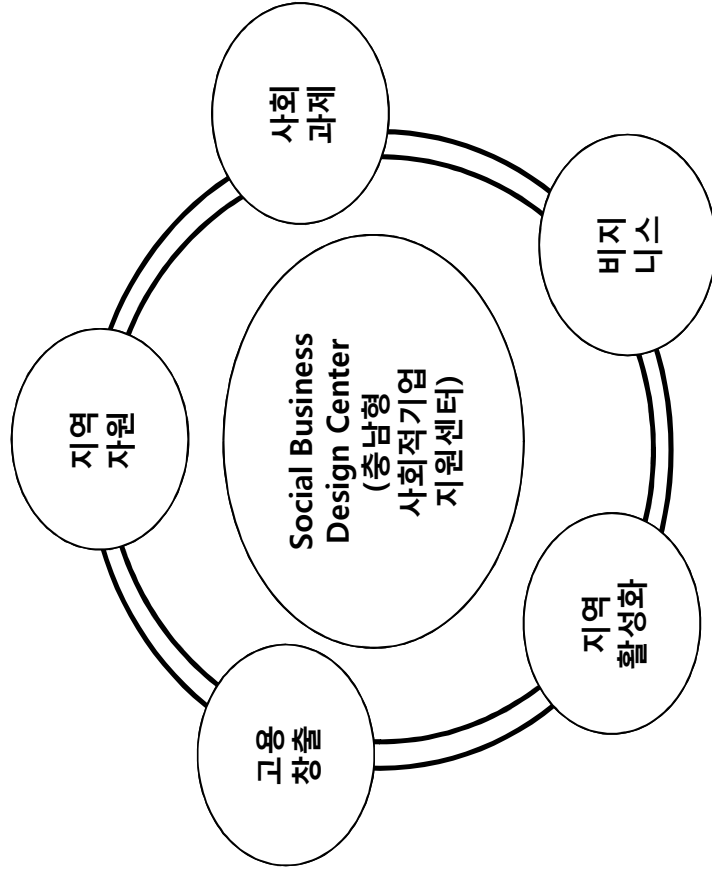 지역
자원
고용
창출
사회
과제
Social Business
Design Center
(충남형
사회적기업
지원센터)
지역
활성화
비지
니스